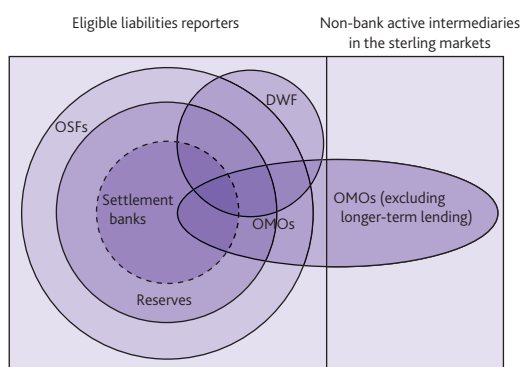 Eligible liabilities reporters
Non-bank active intermediaries
in the sterling markets
DWF
OSFs
Settlement
banks
OMOs (excluding
longer-term lending)
OMOs
Reserves